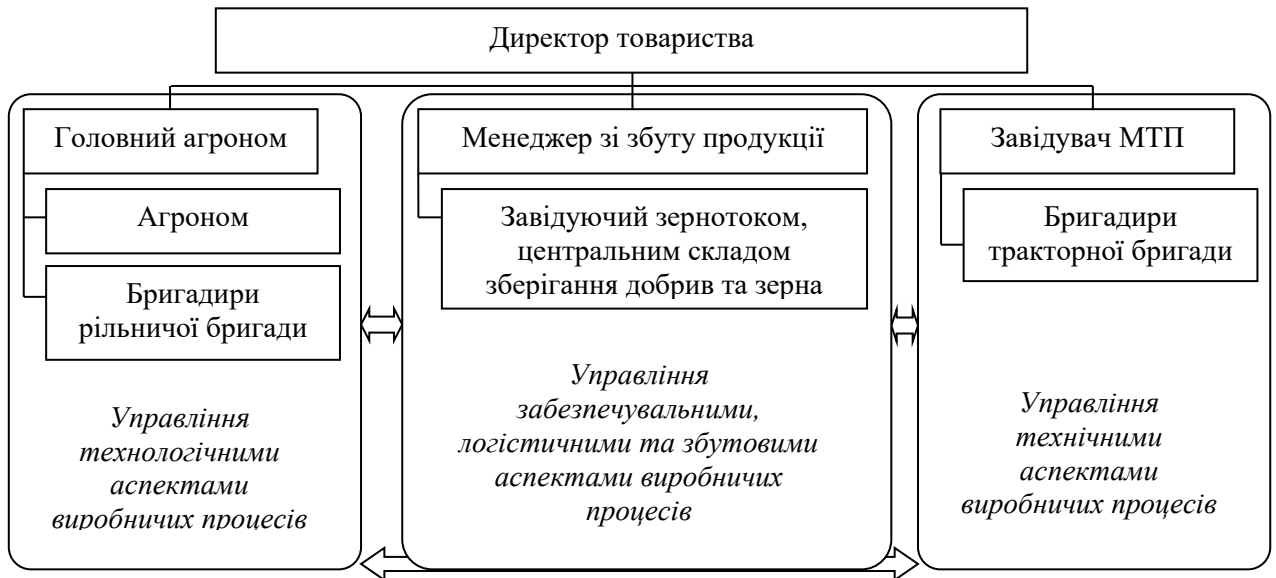 Директор товариства
Головний агроном
Агроном
Бригадири
рільничої бригади
Управління
технологічними
аспектами
виробничих процесів
Менеджер зі збуту продукції
Завідуючий зернотоком,
центральним складом
зберігання добрив та зерна
Управління
забезпечувальними,
логістичними та збутовими
аспектами виробничих
процесів
Завідувач МТП
Бригадири
тракторної бригади
Управління
технічними
аспектами
виробничих процесів